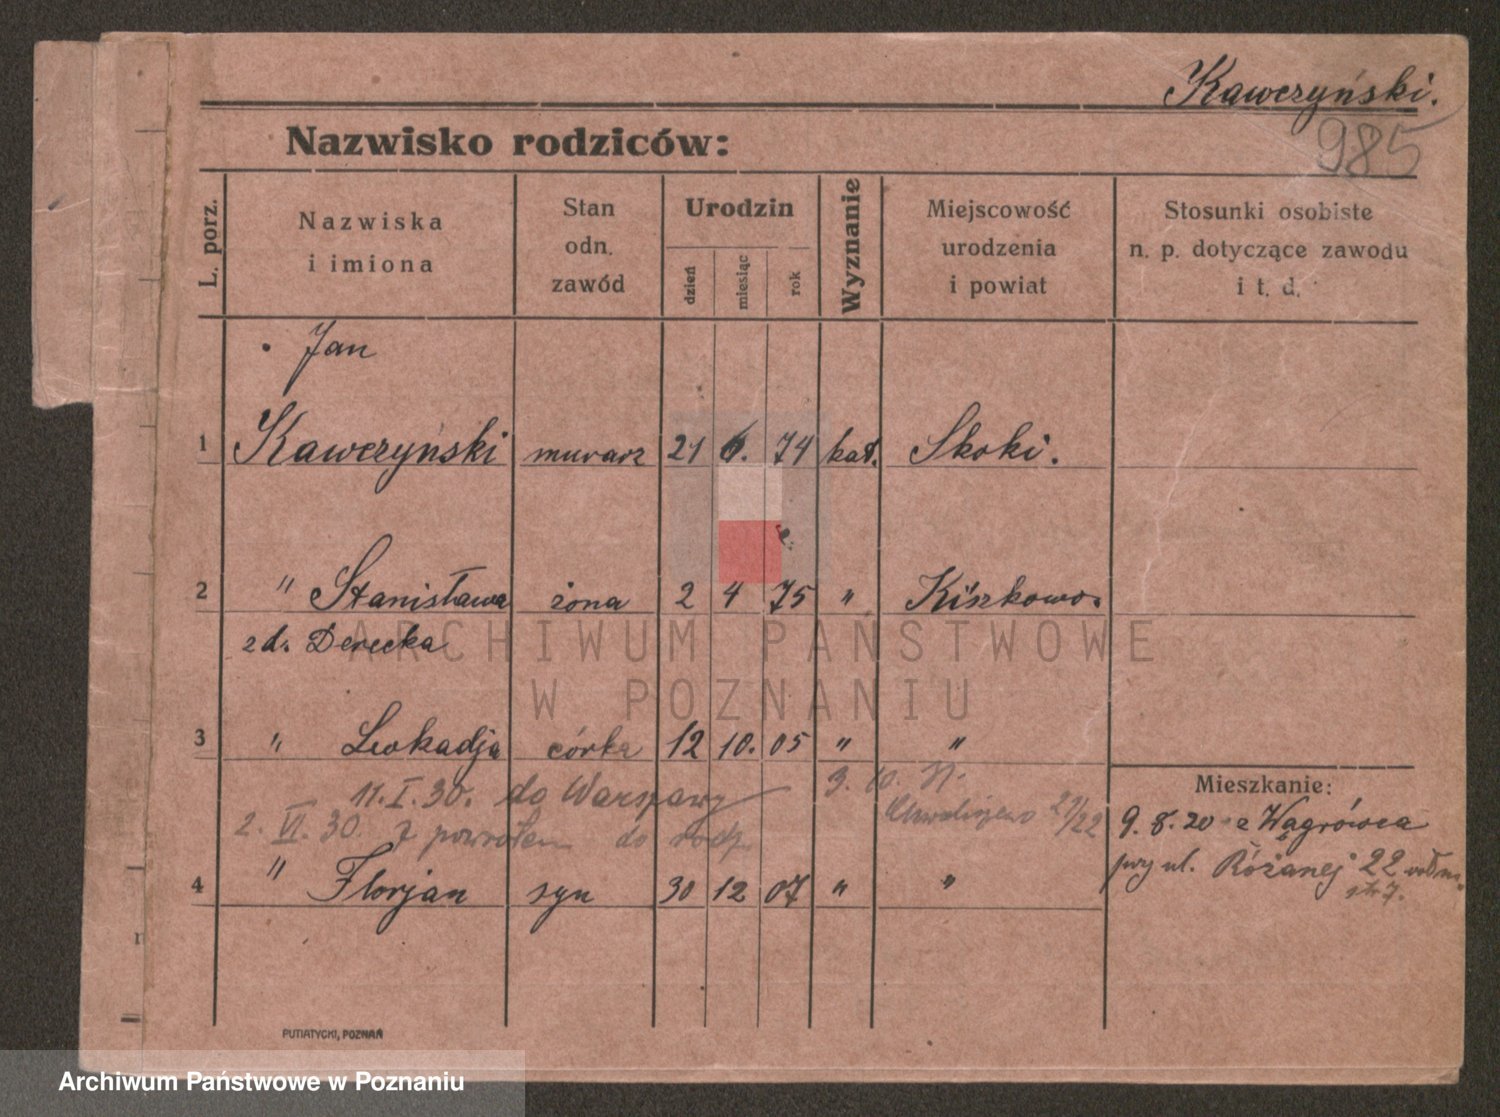 Kawczyński.
985
Nazwisko rodziców:
L. porz.
Nazwiska
i imiona
Stan
odn.
zawód
Urodzin
dzień
miesiąc
rok
Wyznanie
Miejscowość
urodzenia
i powiat
Stosunki osobiste
n. p. dotyczące zawodu
i t. d.
Jan
1 Kawczyński murarz 21 6. 74 kat. Skoki.
2 " Stanisława żona 2 4 75 " Kiszkowo.
zd. Derecka
3 " Leokadja córka 12 10. 05 " "
11.I.30. do Warszawy
2. VI. 30. z powrotem do rodz.
27/22
4 " Florjan syn 30 12 07 " "
Mieszkanie:
9. 8. 20 z Wągrówca
przy ul. Różanej 22
PUTIATYCKI, POZNAŃ
ARCHIWUM PAŃSTWOWE
W POZNANIU
Archiwum Państwowe w Poznaniu